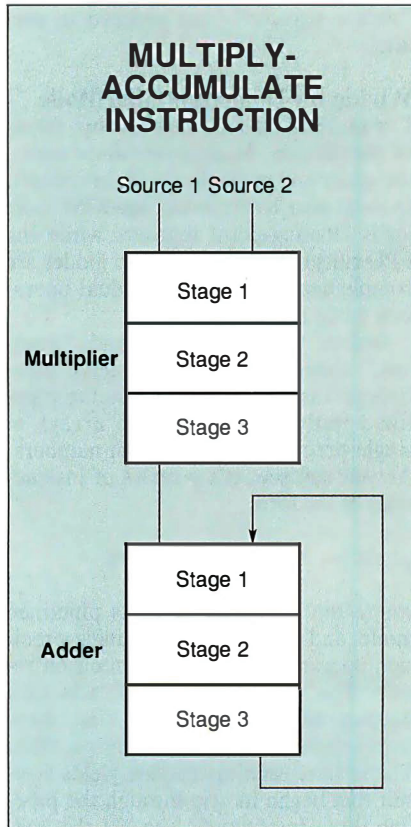 MULTIPLY-
ACCUMULATE
INSTRUCTION
Source 1 Source 2
Stage 1
Multiplier Stage 2
Stage 3
Stage 1
Adder Stage 2
Stage 3